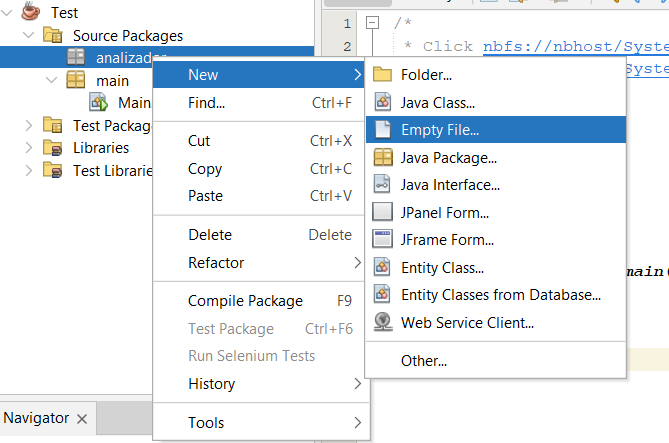 Test
Source Packages
analizado
main
Main
Test Packag
Libraries
Test Librarie
Navigator
New
Find... Ctrl+F
Cut Ctrl+X
Copy Ctrl+C
Paste Ctrl+V
Delete Delete
Refactor
Compile Package F9
Test Package Ctrl+F6
Run Selenium Tests
History
Tools
Folder...
Java Class...
Empty File...
Java Package...
Java Interface...
JPanel Form...
JFrame Form...
Entity Class...
Entity Classes from Database...
Web Service Client...
Other...
1 /*
2 * Click nbfs://nbhost/System
System
main(